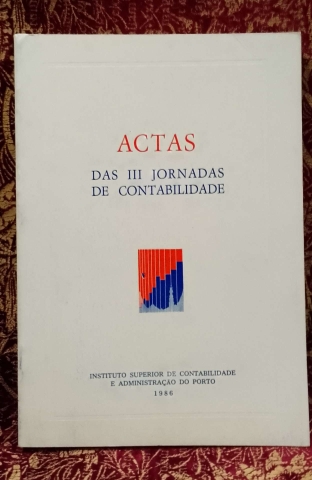 ACTAS
DAS III JORNADAS
DE CONTABILIDADE
INSTITUTO SUPERIOR DE CONTABILIDADE
E ADMINISTRAÇÃO DO PORTO
1986